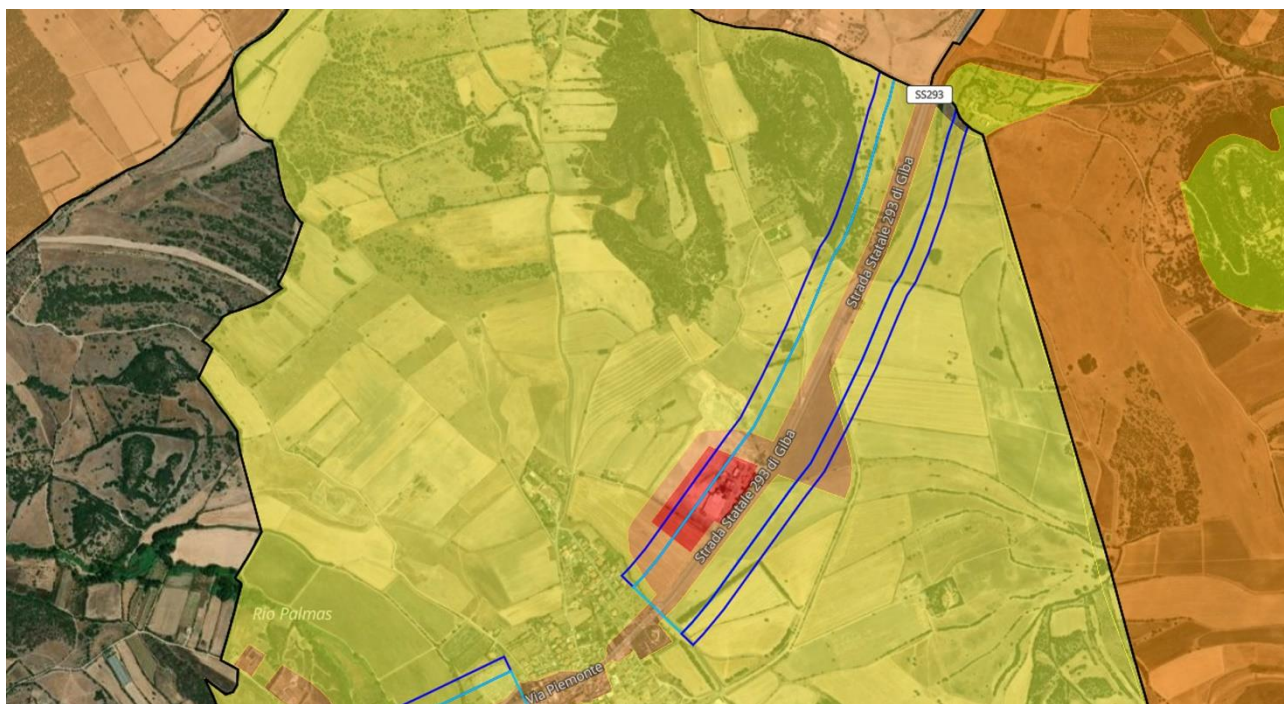 SS293
Strada Statale 293 di Giba
Strada Statale 293 di Giba
Rio Palmas
Via Piemonte